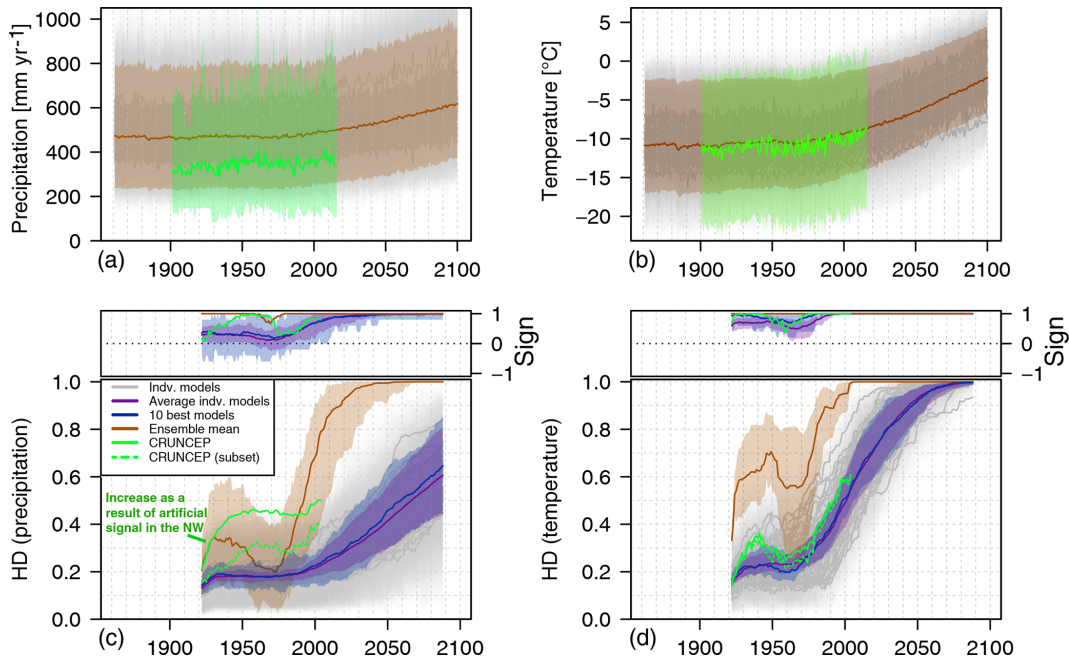 Precipitation [mm yr-1]
1000
800
600
400
200
0
(a)
1900
1950
2000
2050
2100
Temperature [°C]
5
0
−5
−10
−15
−20
(b)
1900
1950
2000
2050
2100
1
0
−1
Sign
HD (precipitation)
1.0
0.8
0.6
0.4
0.2
0.0
Indv. models
Average indv. models
10 best models
Ensemble mean
CRUNCEP
CRUNCEP (subset)
Increase as a
result of artificial
signal in the NW
(c)
1900
1950
2000
2050
2100
1
0
−1
Sign
HD (temperature)
1.0
0.8
0.6
0.4
0.2
0.0
(d)
1900
1950
2000
2050
2100